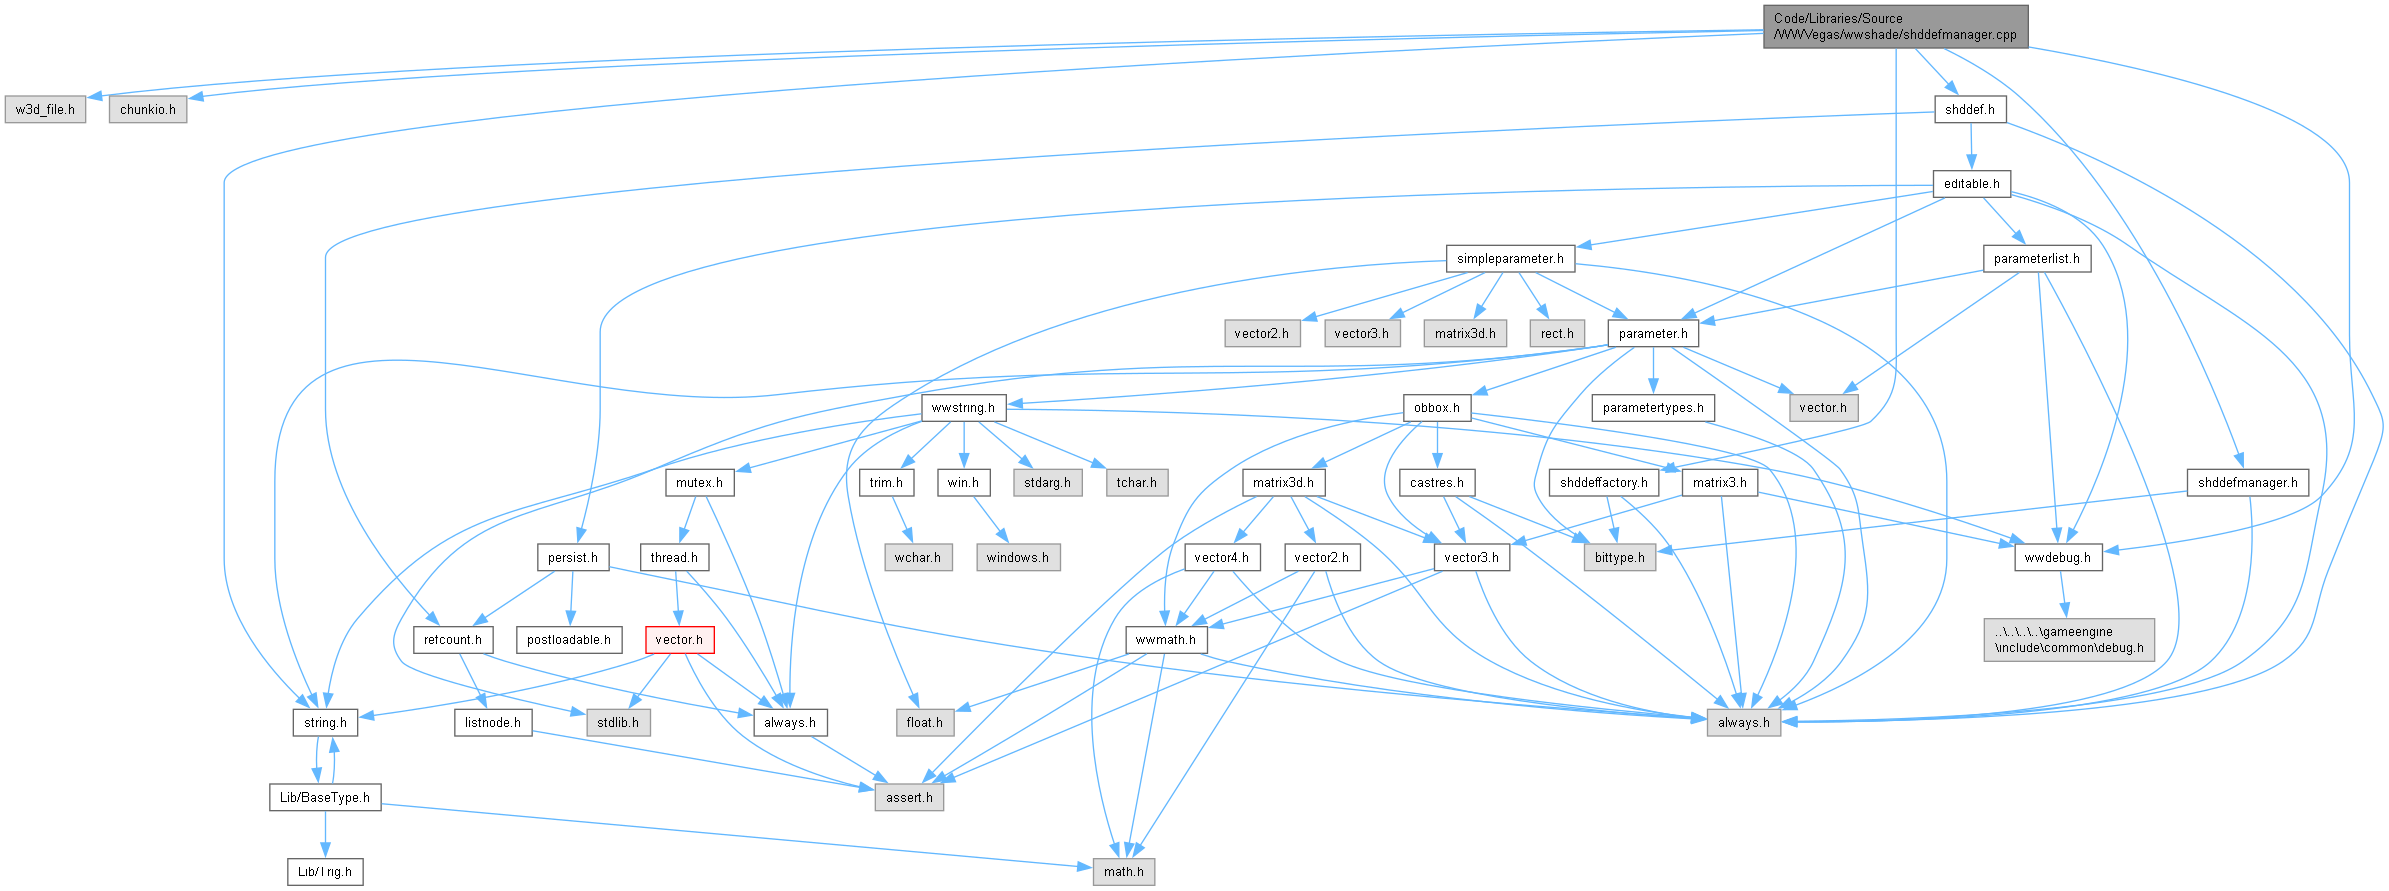 Code/Libraries/Source
/WWVegas/wwshade/shddefmanager.cpp
w3d_file.h
chunkio.h
shddef.h
editable.h
simpleparameter.h
parameterlist.h
vector2.h
vector3.h
matrix3d.h
rect.h
parameter.h
wwstring.h
obbox.h
parametertypes.h
vector.h
mutex.h
trim.h
win.h
stdarg.h
tchar.h
matrix3d.h
castres.h
shddeffactory.h
matrix3.h
shddefmanager.h
persist.h
thread.h
wchar.h
windows.h
vector4.h
vector2.h
vector3.h
bittype.h
wwdebug.h
refcount.h
postloadable.h
vector.h
wwmath.h
..\..\..\..\gameengine
\include\common\debug.h
string.h
listnode.h
stdlib.h
always.h
float.h
always.h
Lib/BaseType.h
assert.h
Lib/Trig.h
math.h